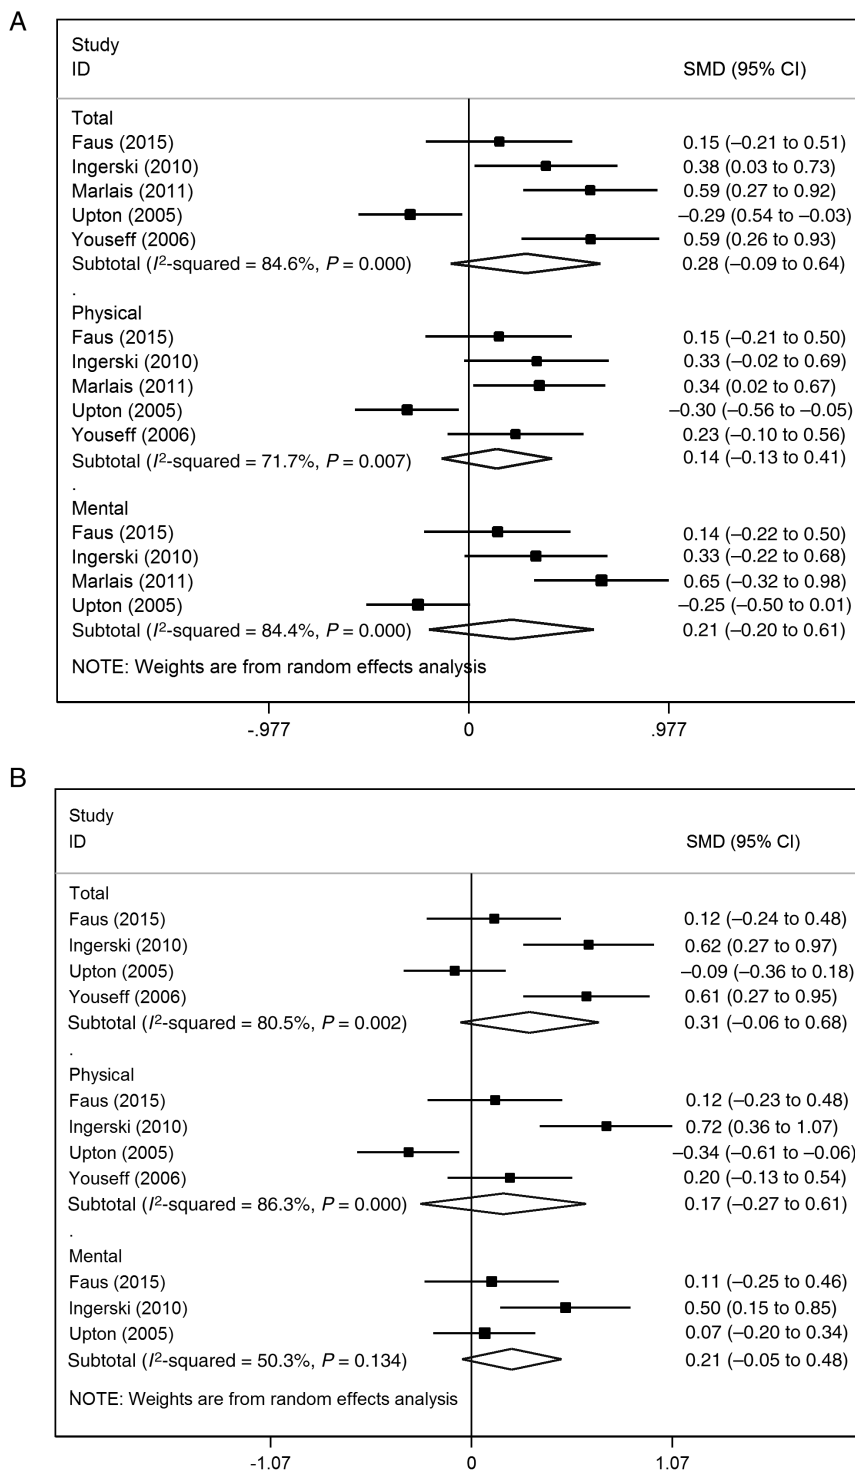 A
Study
ID SMD (95% CI)
Total
Faus (2015) 0.15 (–0.21 to 0.51)
Ingerski (2010) 0.38 (0.03 to 0.73)
Marlais (2011) 0.59 (0.27 to 0.92)
Upton (2005) –0.29 (0.54 to –0.03)
Youseff (2006) 0.59 (0.26 to 0.93)
Subtotal (I²-squared = 84.6%, P = 0.000) 0.28 (–0.09 to 0.64)
.
Physical
Faus (2015) 0.15 (–0.21 to 0.50)
Ingerski (2010) 0.33 (–0.02 to 0.69)
Marlais (2011) 0.34 (0.02 to 0.67)
Upton (2005) –0.30 (–0.56 to –0.05)
Youseff (2006) 0.23 (–0.10 to 0.56)
Subtotal (I²-squared = 71.7%, P = 0.007) 0.14 (–0.13 to 0.41)
.
Mental
Faus (2015) 0.14 (–0.22 to 0.50)
Ingerski (2010) 0.33 (–0.22 to 0.68)
Marlais (2011) 0.65 (–0.32 to 0.98)
Upton (2005) –0.25 (–0.50 to 0.01)
Subtotal (I²-squared = 84.4%, P = 0.000) 0.21 (–0.20 to 0.61)
NOTE: Weights are from random effects analysis
-.977 0 .977
B
Study
ID SMD (95% CI)
Total
Faus (2015) 0.12 (–0.24 to 0.48)
Ingerski (2010) 0.62 (0.27 to 0.97)
Upton (2005) –0.09 (–0.36 to 0.18)
Youseff (2006) 0.61 (0.27 to 0.95)
Subtotal (I²-squared = 80.5%, P = 0.002) 0.31 (–0.06 to 0.68)
.
Physical
Faus (2015) 0.12 (–0.23 to 0.48)
Ingerski (2010) 0.72 (0.36 to 1.07)
Upton (2005) –0.34 (–0.61 to –0.06)
Youseff (2006) 0.20 (–0.13 to 0.54)
Subtotal (I²-squared = 86.3%, P = 0.000) 0.17 (–0.27 to 0.61)
.
Mental
Faus (2015) 0.11 (–0.25 to 0.46)
Ingerski (2010) 0.50 (0.15 to 0.85)
Upton (2005) 0.07 (–0.20 to 0.34)
Subtotal (I²-squared = 50.3%, P = 0.134) 0.21 (–0.05 to 0.48)
NOTE: Weights are from random effects analysis
-1.07 0 1.07